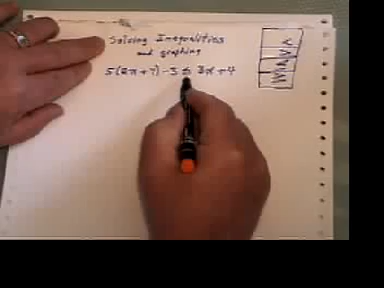 Solving Inequalities
and graphing
5(2x + 7) - 3 ≤ 3x + 4